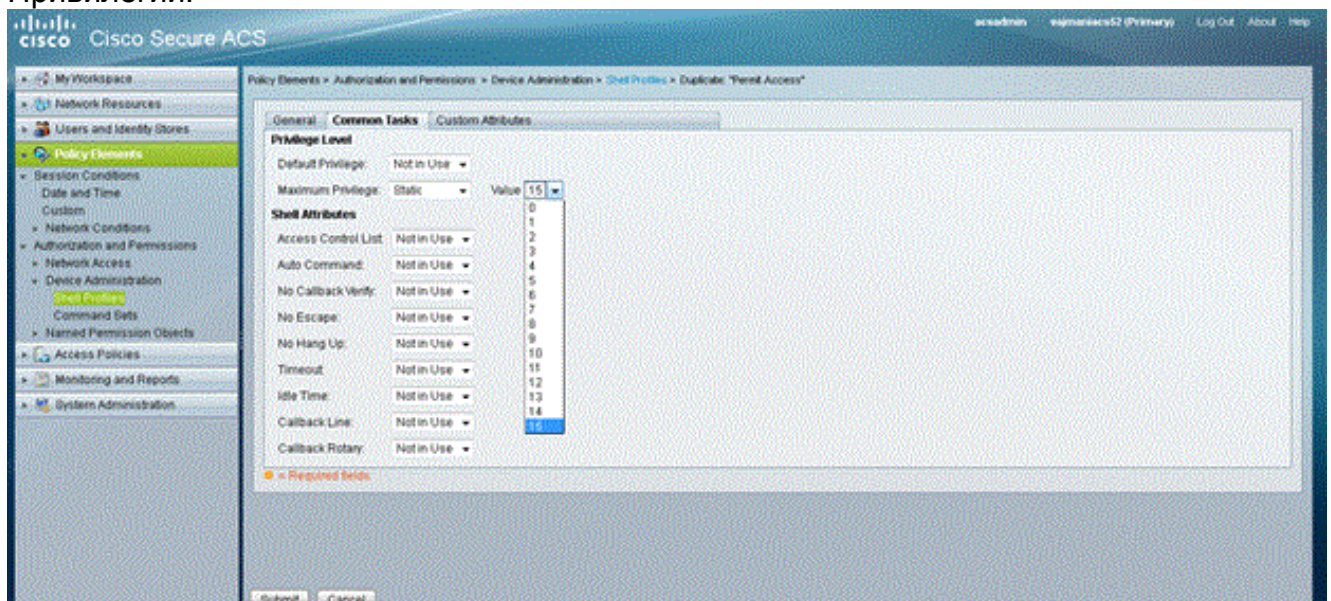 Привилегий.
cisco Cisco Secure ACS
acsadmin (Primary) Log Out About Help
My Workspace
Network Resources
Users and Identity Stores
Policy Elements
Session Conditions
Date and Time
Custom
Network Conditions
Authorization and Permissions
Network Access
Device Administration
Shell Profiles
Command Sets
Named Permission Objects
Access Policies
Monitoring and Reports
System Administration
Policy Elements > Authorization and Permissions > Device Administration > Shell Profiles > Duplicate: "Permit Access"
General Common Tasks Custom Attributes
Privilege Level
Default Privilege: Not in Use
Maximum Privilege: Static Value 15
Shell Attributes
Access Control List: Not in Use
Auto Command: Not in Use
No Callback Verify: Not in Use
No Escape: Not in Use
No Hang Up: Not in Use
Timeout: Not in Use
Idle Time: Not in Use
Callback Line: Not in Use
Callback Rotary: Not in Use
0
1
2
3
4
5
6
7
8
9
10
11
12
13
14
15
= Required fields
Submit Cancel